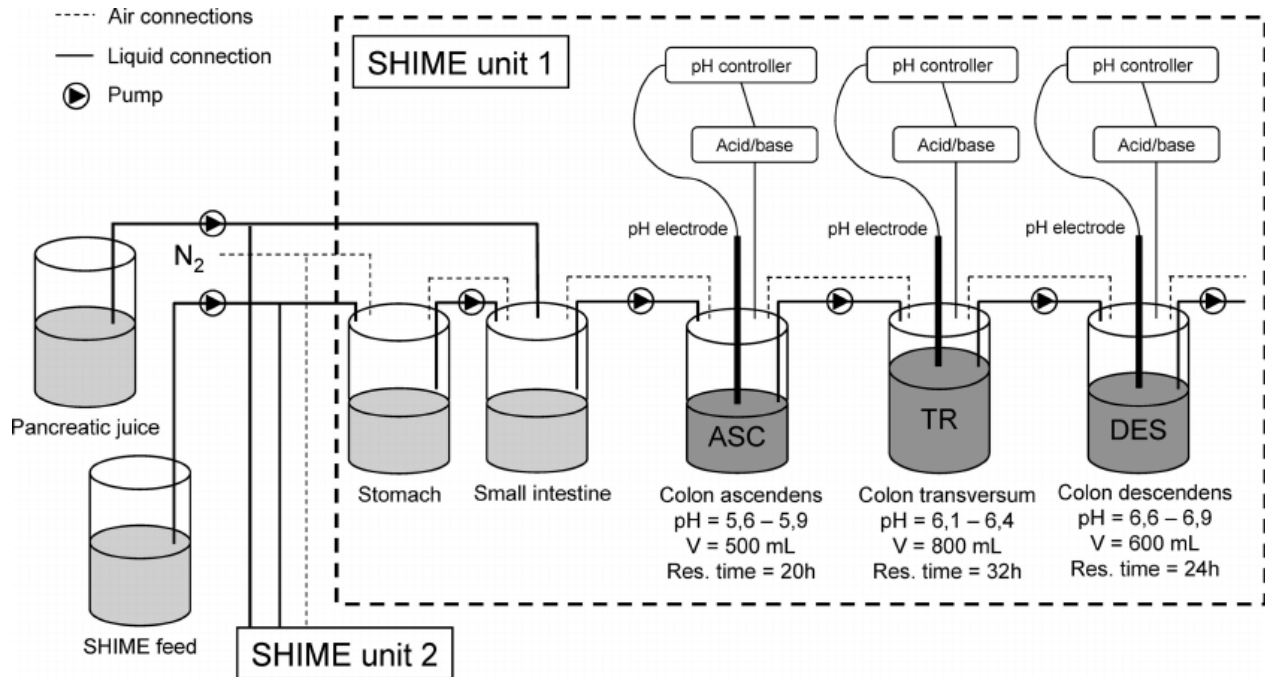 Air connections
Liquid connection
Pump
SHIME unit 1
pH controller
pH controller
pH controller
Acid/base
Acid/base
Acid/base
pH electrode
pH electrode
pH electrode
N2
Pancreatic juice
SHIME feed
SHIME unit 2
Stomach
Small intestine
ASC
TR
DES
Colon ascendens
pH = 5,6 – 5,9
V = 500 mL
Res. time = 20h
Colon transversum
pH = 6,1 – 6,4
V = 800 mL
Res. time = 32h
Colon descendens
pH = 6,6 – 6,9
V = 600 mL
Res. time = 24h